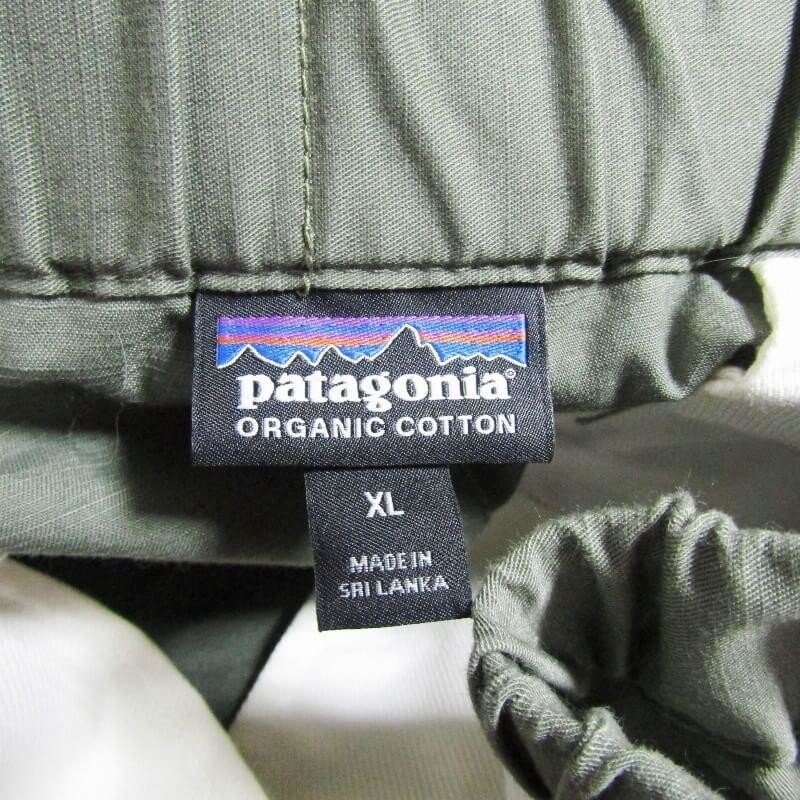 patagonia®
ORGANIC COTTON
XL
MADE IN
SRI LANKA